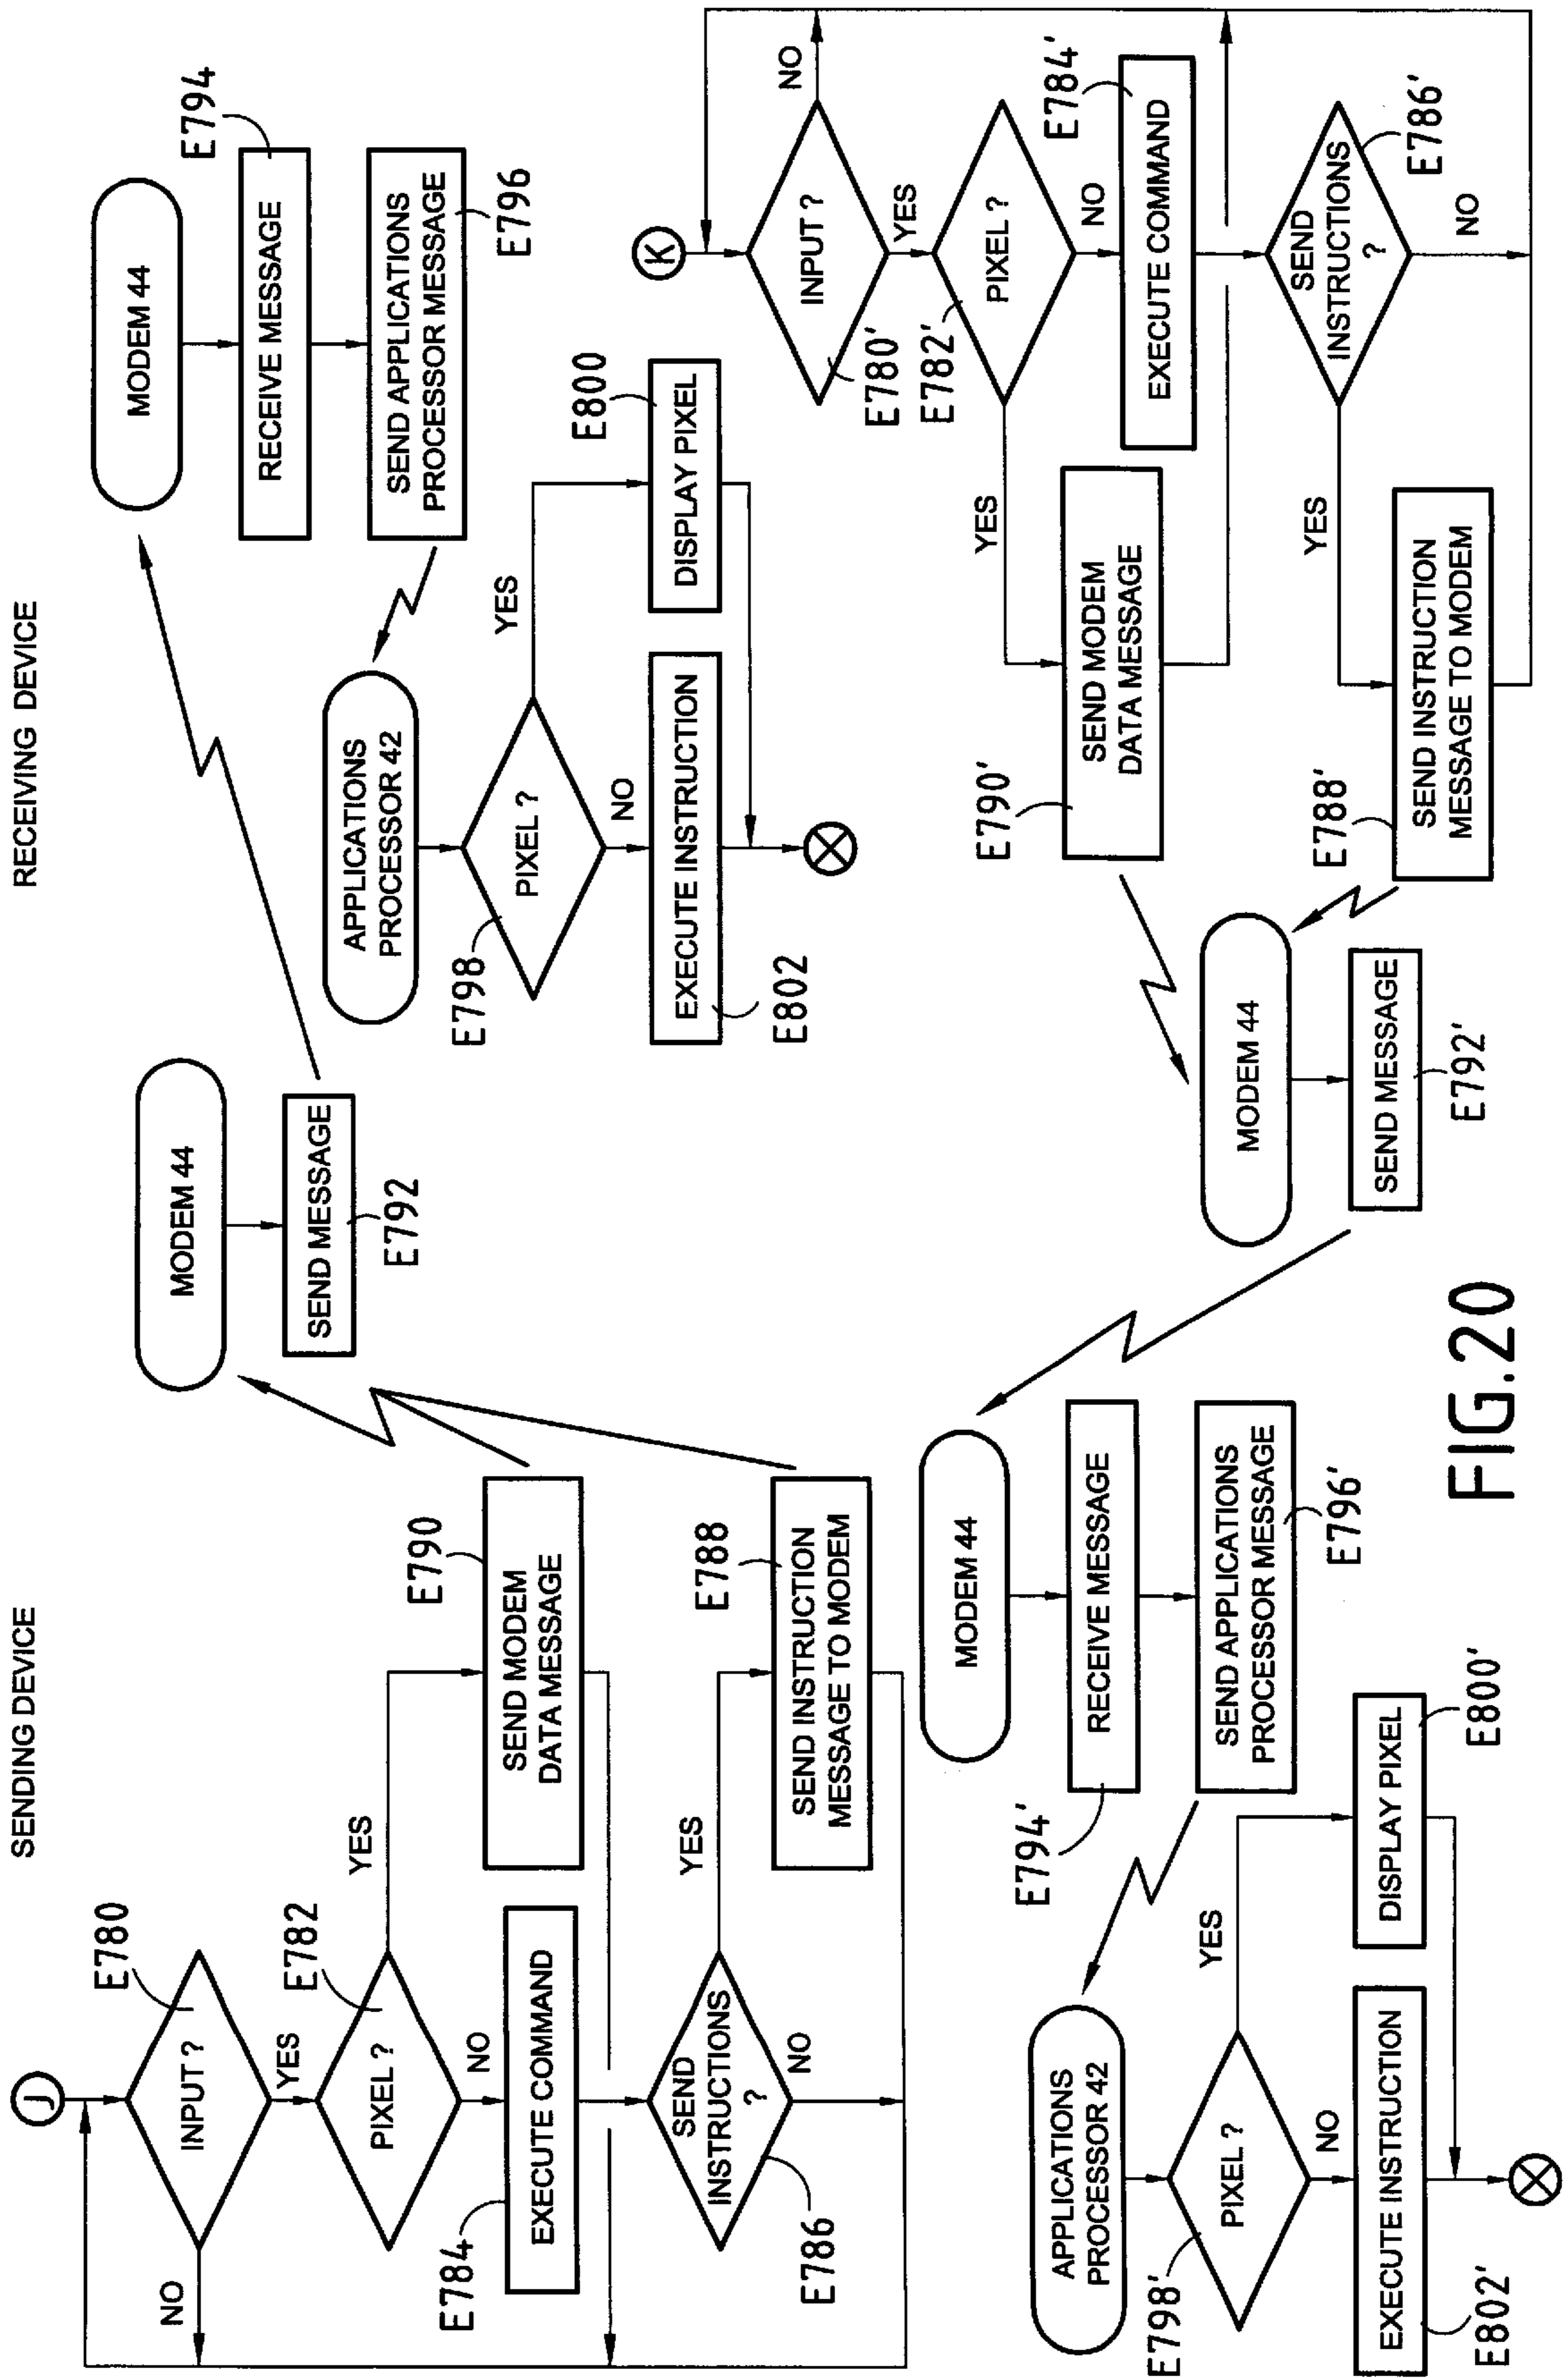 SENDING DEVICE
RECEIVING DEVICE
J
INPUT ?
E780
NO
YES
PIXEL ?
E782
YES
NO
EXECUTE COMMAND
E784
SEND MODEM
DATA MESSAGE
E790
SEND
INSTRUCTIONS
?
E786
YES
NO
SEND INSTRUCTION
MESSAGE TO MODEM
E788
MODEM 44
SEND MESSAGE
E792
MODEM 44
RECEIVE MESSAGE
E794
SEND APPLICATIONS
PROCESSOR MESSAGE
E796
APPLICATIONS
PROCESSOR 42
PIXEL ?
E798
YES
NO
DISPLAY PIXEL
E800
EXECUTE INSTRUCTION
E802
K
INPUT ?
E780'
NO
YES
PIXEL ?
E782'
YES
NO
EXECUTE COMMAND
E784'
SEND MODEM
DATA MESSAGE
E790'
SEND
INSTRUCTIONS
?
E786'
YES
NO
SEND INSTRUCTION
MESSAGE TO MODEM
E788'
MODEM 44
SEND MESSAGE
E792'
MODEM 44
RECEIVE MESSAGE
E794'
SEND APPLICATIONS
PROCESSOR MESSAGE
E796'
APPLICATIONS
PROCESSOR 42
PIXEL ?
E798'
YES
NO
DISPLAY PIXEL
E800'
EXECUTE INSTRUCTION
E802'
FIG.20